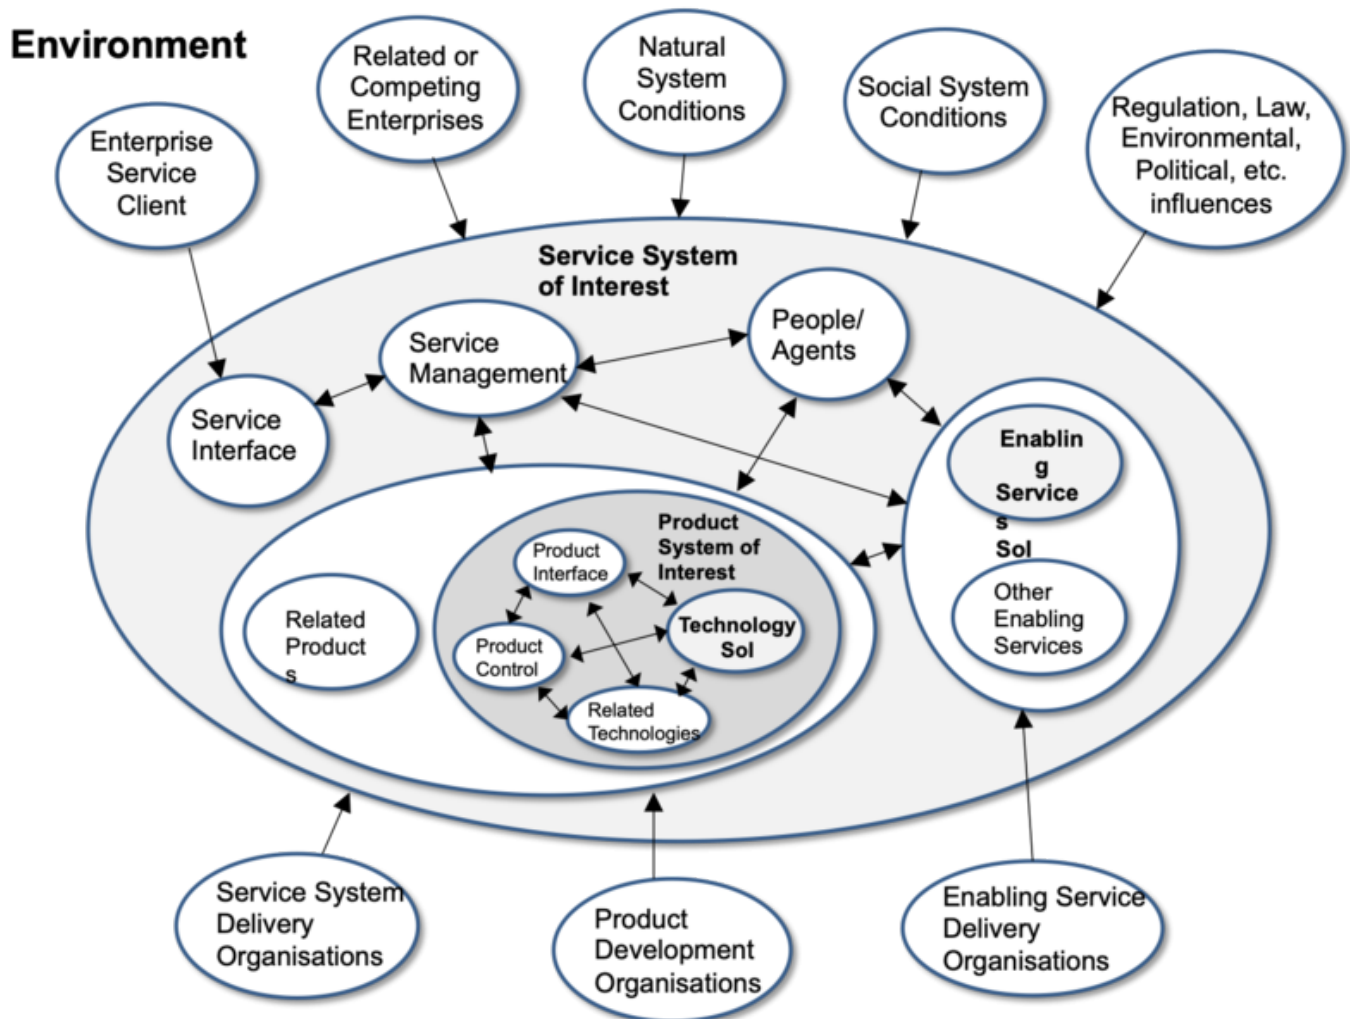 Environment
Related or
Competing
Enterprises
Natural
System
Conditions
Social System
Conditions
Regulation, Law,
Environmental,
Political, etc.
influences
Enterprise
Service
Client
Service System
of Interest
Service
Management
People/
Agents
Service
Interface
Enablin
g
Service
s
Sol
Other
Enabling
Services
Product
System of
Interest
Product
Interface
Technology
Sol
Product
Control
Related
Technologies
Related
Product
s
Service System
Delivery
Organisations
Product
Development
Organisations
Enabling Service
Delivery
Organisations